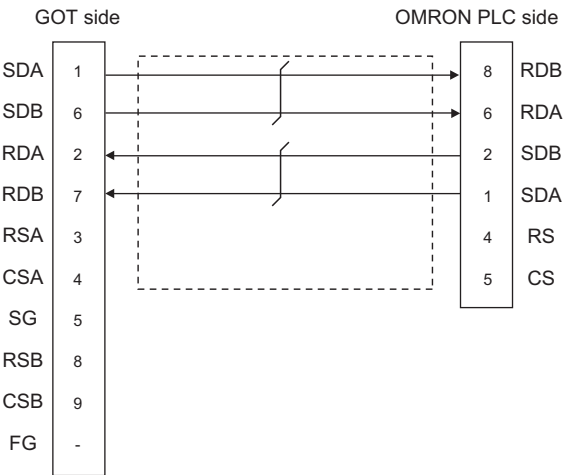 GOT side OMRON PLC side
SDA 1 8 RDB
SDB 6 6 RDA
RDA 2 2 SDB
RDB 7 1 SDA
RSA 3 4 RS
CSA 4 5 CS
SG 5
RSB 8
CSB 9
FG -